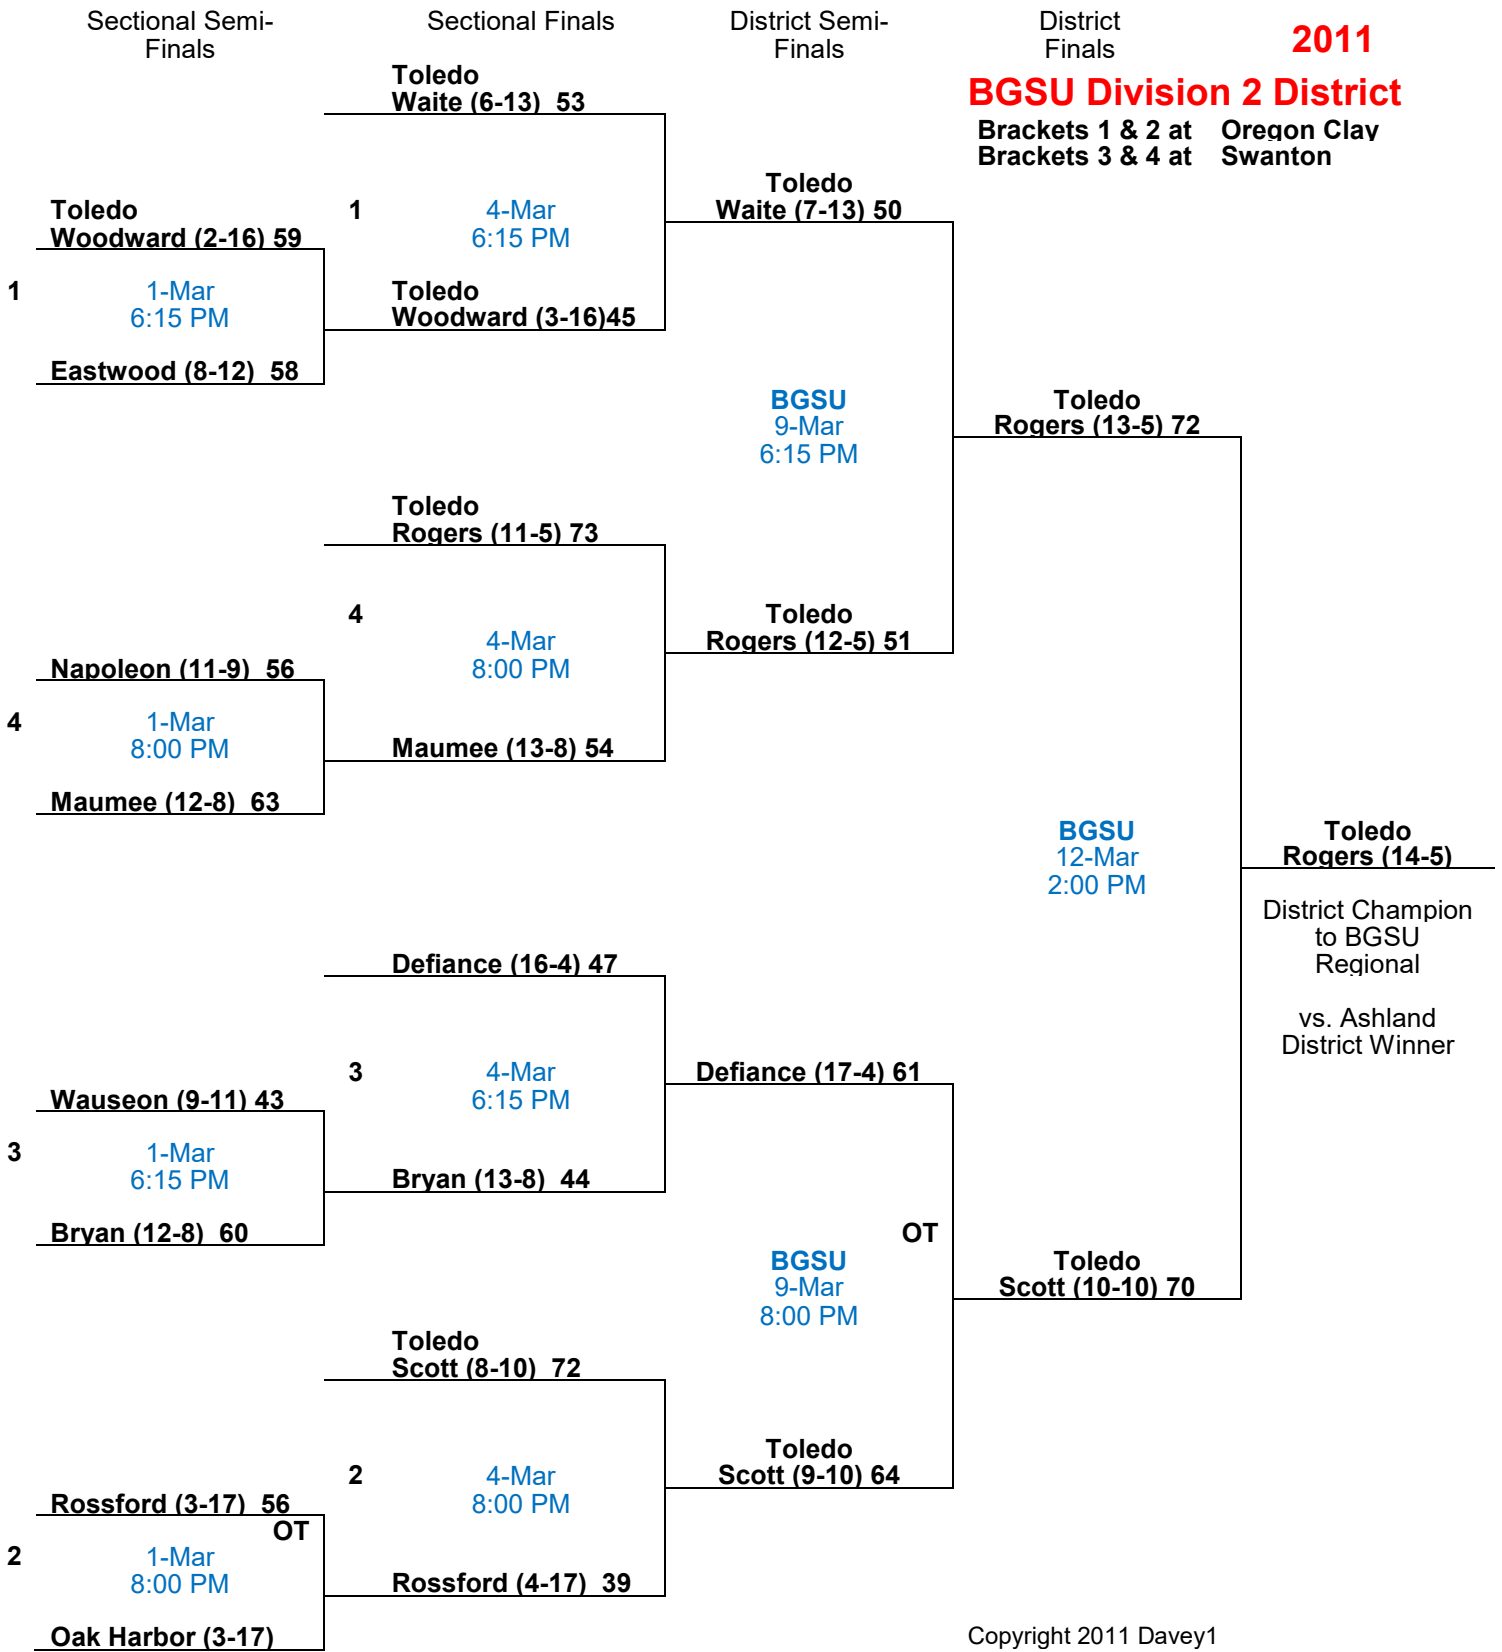 Sectional Semi-
Finals
Sectional Finals
District Semi-
Finals
District
Finals
2011
BGSU Division 2 District
Brackets 1 & 2 at Oregon Clay
Brackets 3 & 4 at Swanton
Toledo
Waite (6-13) 53
Toledo
Waite (7-13) 50
Toledo
Woodward (2-16) 59
1
4-Mar
6:15 PM
1
1-Mar
6:15 PM
Toledo
Woodward (3-16)45
Eastwood (8-12) 58
BGSU
9-Mar
6:15 PM
Toledo
Rogers (13-5) 72
Toledo
Rogers (11-5) 73
4
4-Mar
8:00 PM
Toledo
Rogers (12-5) 51
Napoleon (11-9) 56
4
1-Mar
8:00 PM
Maumee (13-8) 54
Maumee (12-8) 63
BGSU
12-Mar
2:00 PM
Toledo
Rogers (14-5)
District Champion
to BGSU
Regional
vs. Ashland
District Winner
Defiance (16-4) 47
3
4-Mar
6:15 PM
Defiance (17-4) 61
Wauseon (9-11) 43
3
1-Mar
6:15 PM
Bryan (13-8) 44
Bryan (12-8) 60
OT
BGSU
9-Mar
8:00 PM
Toledo
Scott (10-10) 70
Toledo
Scott (8-10) 72
Toledo
Scott (9-10) 64
2
4-Mar
8:00 PM
Rossford (3-17) 56
OT
2
1-Mar
8:00 PM
Rossford (4-17) 39
Oak Harbor (3-17)
Copyright 2011 Davey1